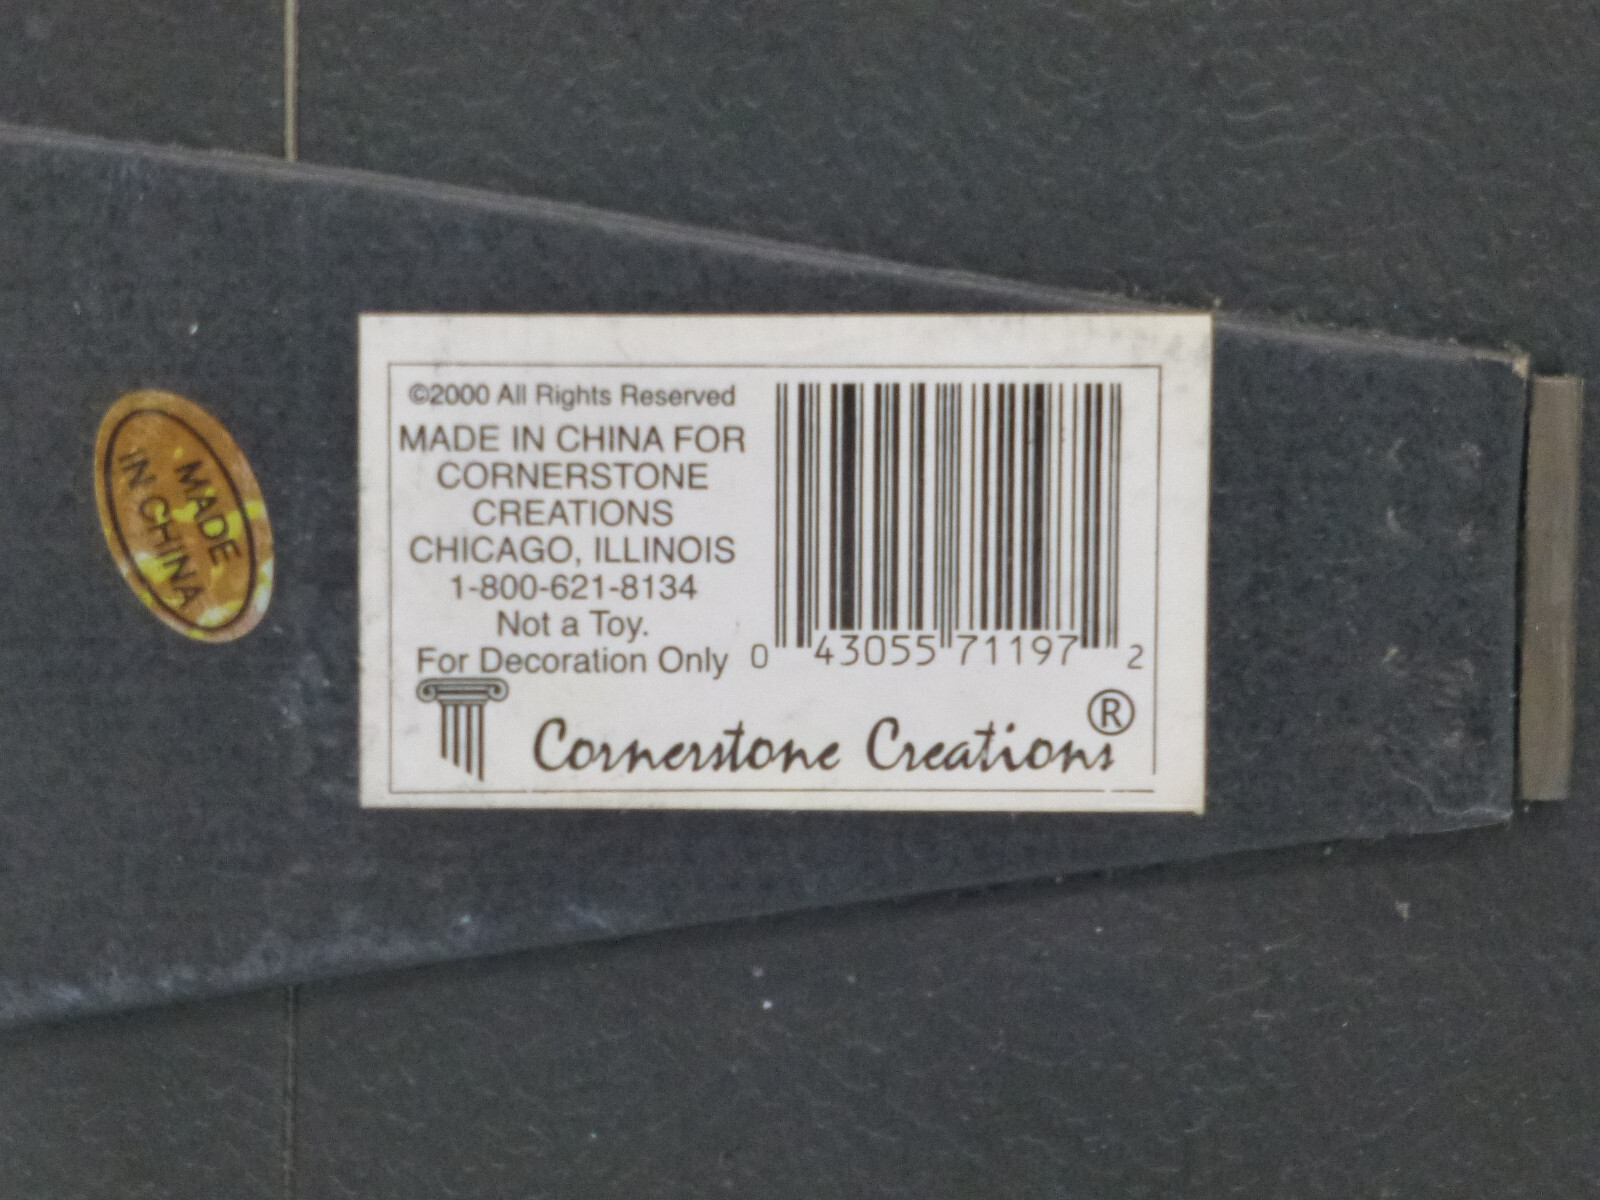 MADE
IN CHINA
©2000 All Rights Reserved
MADE IN CHINA FOR
CORNERSTONE
CREATIONS
CHICAGO, ILLINOIS
1-800-621-8134
Not a Toy.
For Decoration Only
0 43055 71197 2
Cornerstone Creations®